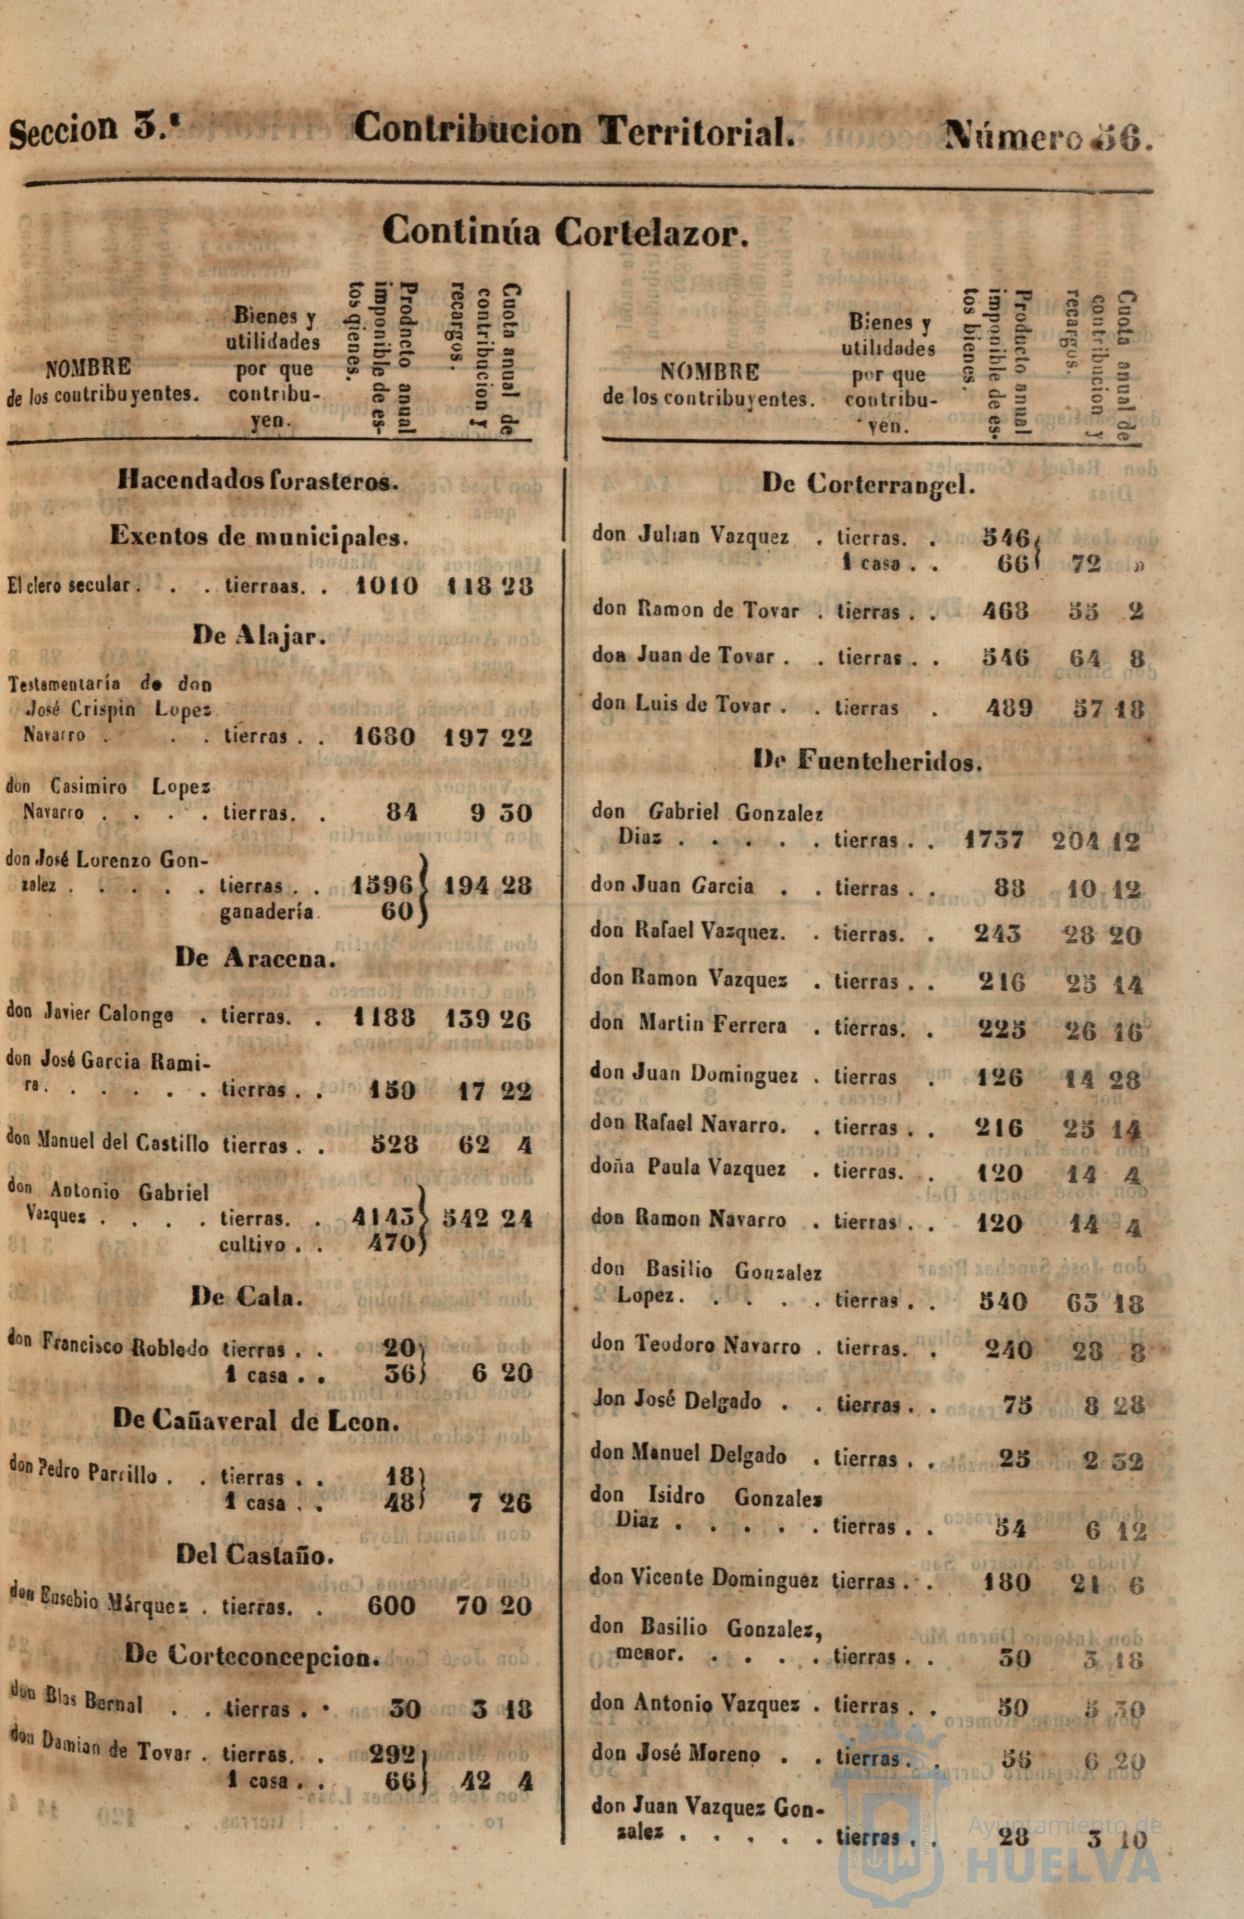 Seccion 3.ª Contribucion Territorial. Número 56.
Continúa Cortelazor.
NOMBRE
de los contribuyentes.
Bienes y
utilidades
por que
contribu-
yen.
Producto anual
imponible de es-
tos qienes.
Cuota anual de
contribucion y
recargos.
Hacendados forasteros.
Exentos de municipales.
El clero secular . . . tierraas. . 1010 118 28
De Alajar.
Testamentaría de don
José Crispin Lopez
Navarro . . . tierras . . 1680 197 22
don Casimiro Lopez
Navarro . . . . tierras. . 84 9 30
don José Lorenzo Gon-
zalez . . . . . tierras . . 1596} 194 28
ganadería 60}
De Aracena.
don Javier Calonge . tierras. . 1188 139 26
don José Garcia Rami-
ra. . . . . . tierras . . 150 17 22
don Manuel del Castillo tierras . . 528 62 4
don Antonio Gabriel
Vazquez . . . . tierras. . 4143} 542 24
cultivo . . 470}
De Cala.
don Francisco Robledo tierras . . 20}
1 casa . . 36} 6 20
De Cañaveral de Leon.
don Pedro Parrillo . . tierras . . 18}
1 casa . . 48} 7 26
Del Castaño.
don Eusebio Márquez . tierras. . 600 70 20
De Corteconcepcion.
don Blas Bernal . . tierras . . 30 3 18
don Damian de Tovar . tierras. . 292}
1 casa . . 66} 42 4
NOMBRE
de los contribuyentes.
Bienes y
utilidades
por que
contribu-
yen.
Producto anual
imponible de es-
tos bienes.
Cuota anual de
contribucion y
recargos.
De Corterrangel.
don Julian Vazquez . tierras. . 546}
1 casa . . 66} 72 »
don Ramon de Tovar . tierras . . 468 55 2
don Juan de Tovar . . tierras . . 546 64 8
don Luis de Tovar . . tierras . 489 57 18
De Fuenteheridos.
don Gabriel Gonzalez
Diaz . . . . . tierras . . 1737 204 12
don Juan Garcia . . tierras . . 88 10 12
don Rafael Vazquez. . tierras. . 243 28 20
don Ramon Vazquez . tierras . . 216 25 14
don Martin Ferrera . tierras. . 225 26 16
don Juan Dominguez . tierras . 126 14 28
don Rafael Navarro. . tierras . . 216 25 14
doña Paula Vazquez . tierras. . 120 14 4
don Ramon Navarro . tierras . . 120 14 4
don Basilio Gonzalez
Lopez. . . . . tierras . . 540 63 18
don Teodoro Navarro . tierras. . 240 28 8
don José Delgado . . tierras . . 75 8 28
don Manuel Delgado . tierras . . 25 2 32
don Isidro Gonzalez
Diaz . . . . . tierras . . 54 6 12
don Vicente Dominguez tierras . . 180 21 6
don Basilio Gonzalez,
menor. . . . . tierras . . 30 3 18
don Antonio Vazquez . tierras . . 50 5 30
don José Moreno . . tierras. . 56 6 20
don Juan Vazquez Gon-
zalez . . . . . tierras . . 28 3 10
Ayuntamiento de
HUELVA